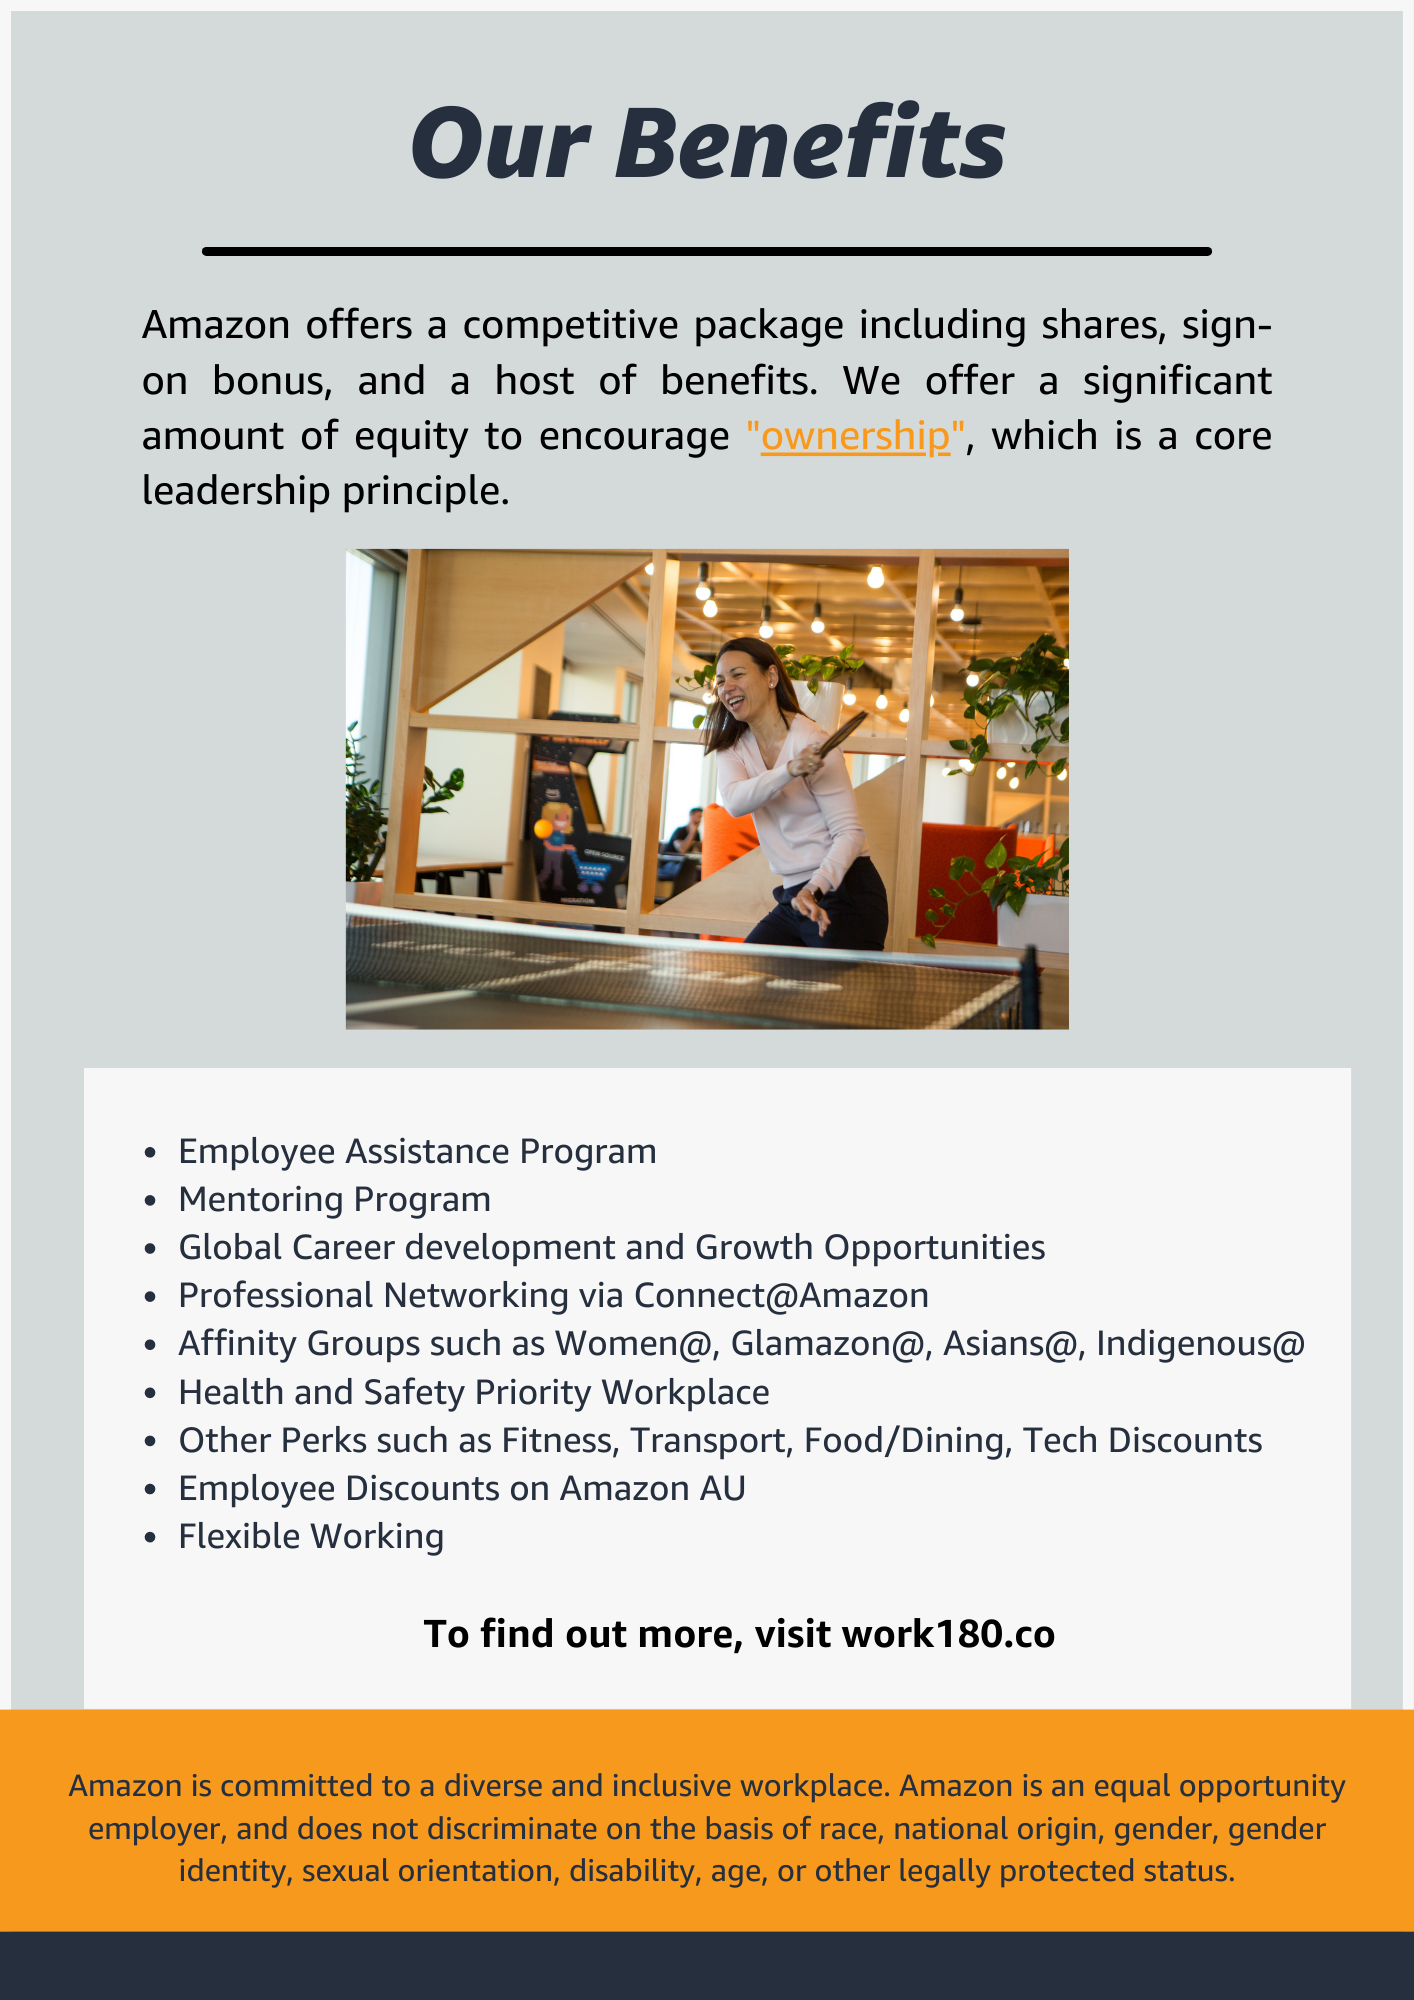 Our Benefits
Amazon offers a competitive package including shares, sign-
on bonus, and a host of benefits. We offer a significant
amount of equity to encourage "ownership", which is a core
leadership principle.
OPEN SOURCE
MIGRATION
• Employee Assistance Program
• Mentoring Program
• Global Career development and Growth Opportunities
• Professional Networking via Connect@Amazon
• Affinity Groups such as Women@, Glamazon@, Asians@, Indigenous@
• Health and Safety Priority Workplace
• Other Perks such as Fitness, Transport, Food/Dining, Tech Discounts
• Employee Discounts on Amazon AU
• Flexible Working
To find out more, visit work180.co
Amazon is committed to a diverse and inclusive workplace. Amazon is an equal opportunity
employer, and does not discriminate on the basis of race, national origin, gender, gender
identity, sexual orientation, disability, age, or other legally protected status.